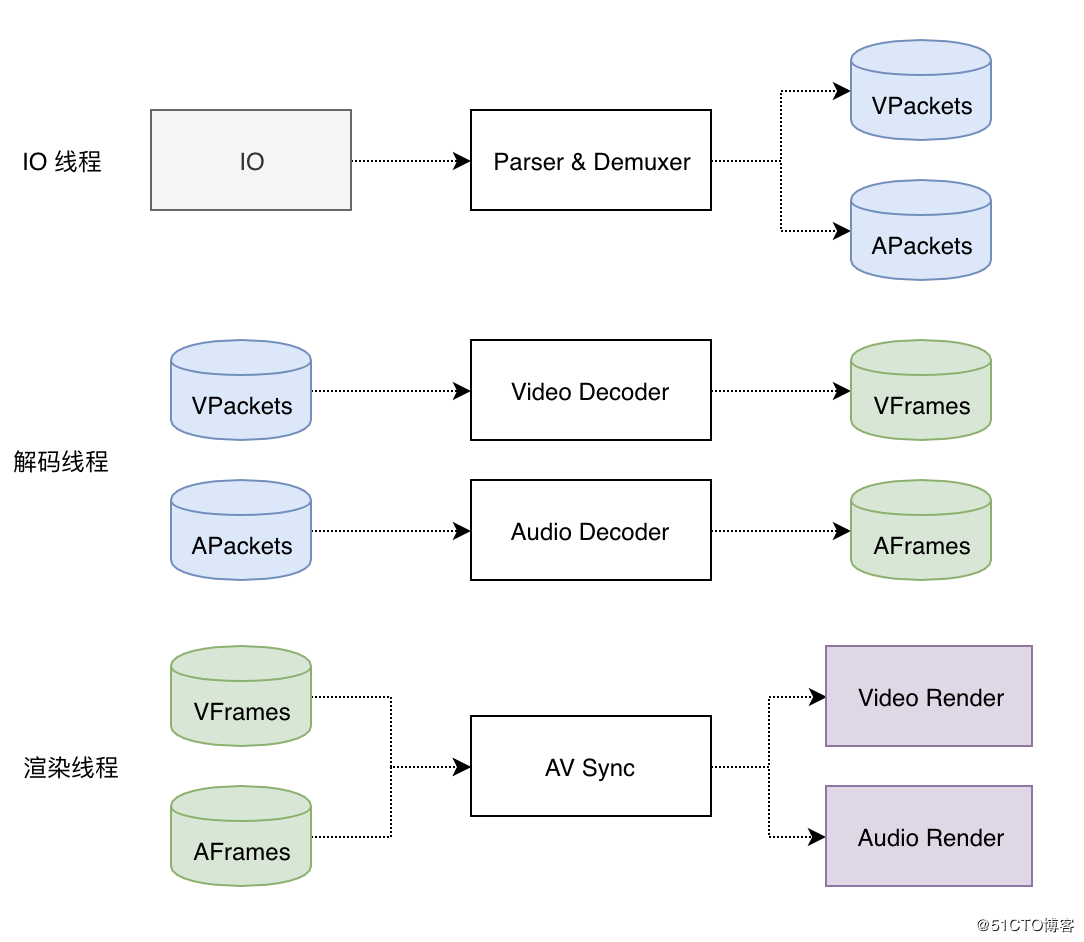 IO 线程
IO
Parser & Demuxer
VPackets
APackets
解码线程
VPackets
Video Decoder
VFrames
APackets
Audio Decoder
AFrames
渲染线程
VFrames
AFrames
AV Sync
Video Render
Audio Render
@51CTO博客